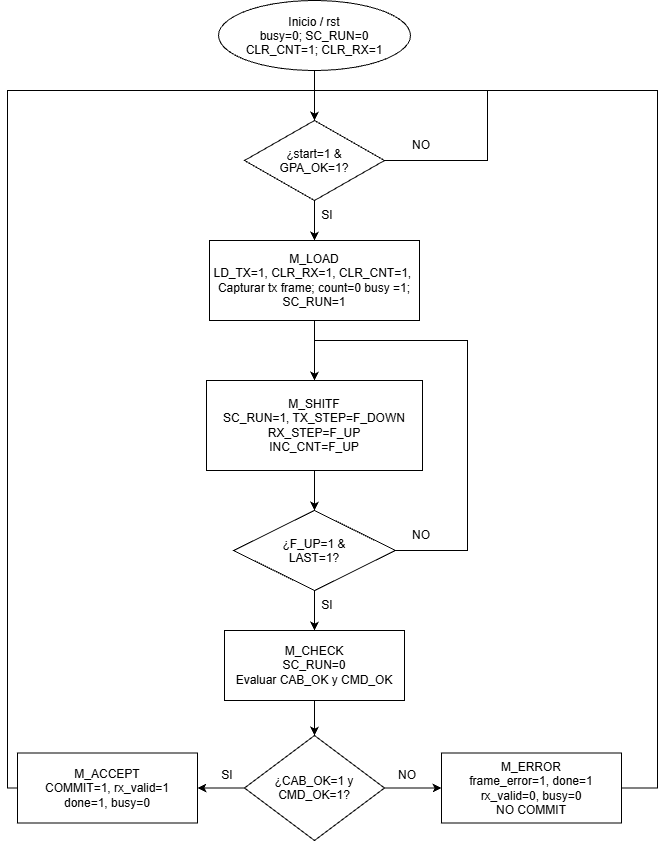 Inicio / rst
busy=0; SC_RUN=0
CLR_CNT=1; CLR_RX=1
¿start=1 &
GPA_OK=1?
NO
SI
M_LOAD
LD_TX=1, CLR_RX=1, CLR_CNT=1,
Capturar tx frame; count=0 busy =1;
SC_RUN=1
M_SHITF
SC_RUN=1, TX_STEP=F_DOWN
RX_STEP=F_UP
INC_CNT=F_UP
¿F_UP=1 &
LAST=1?
NO
SI
M_CHECK
SC_RUN=0
Evaluar CAB_OK y CMD_OK
¿CAB_OK=1 y
CMD_OK=1?
SI
NO
M_ACCEPT
COMMIT=1, rx_valid=1
done=1, busy=0
M_ERROR
frame_error=1, done=1
rx_valid=0, busy=0
NO COMMIT